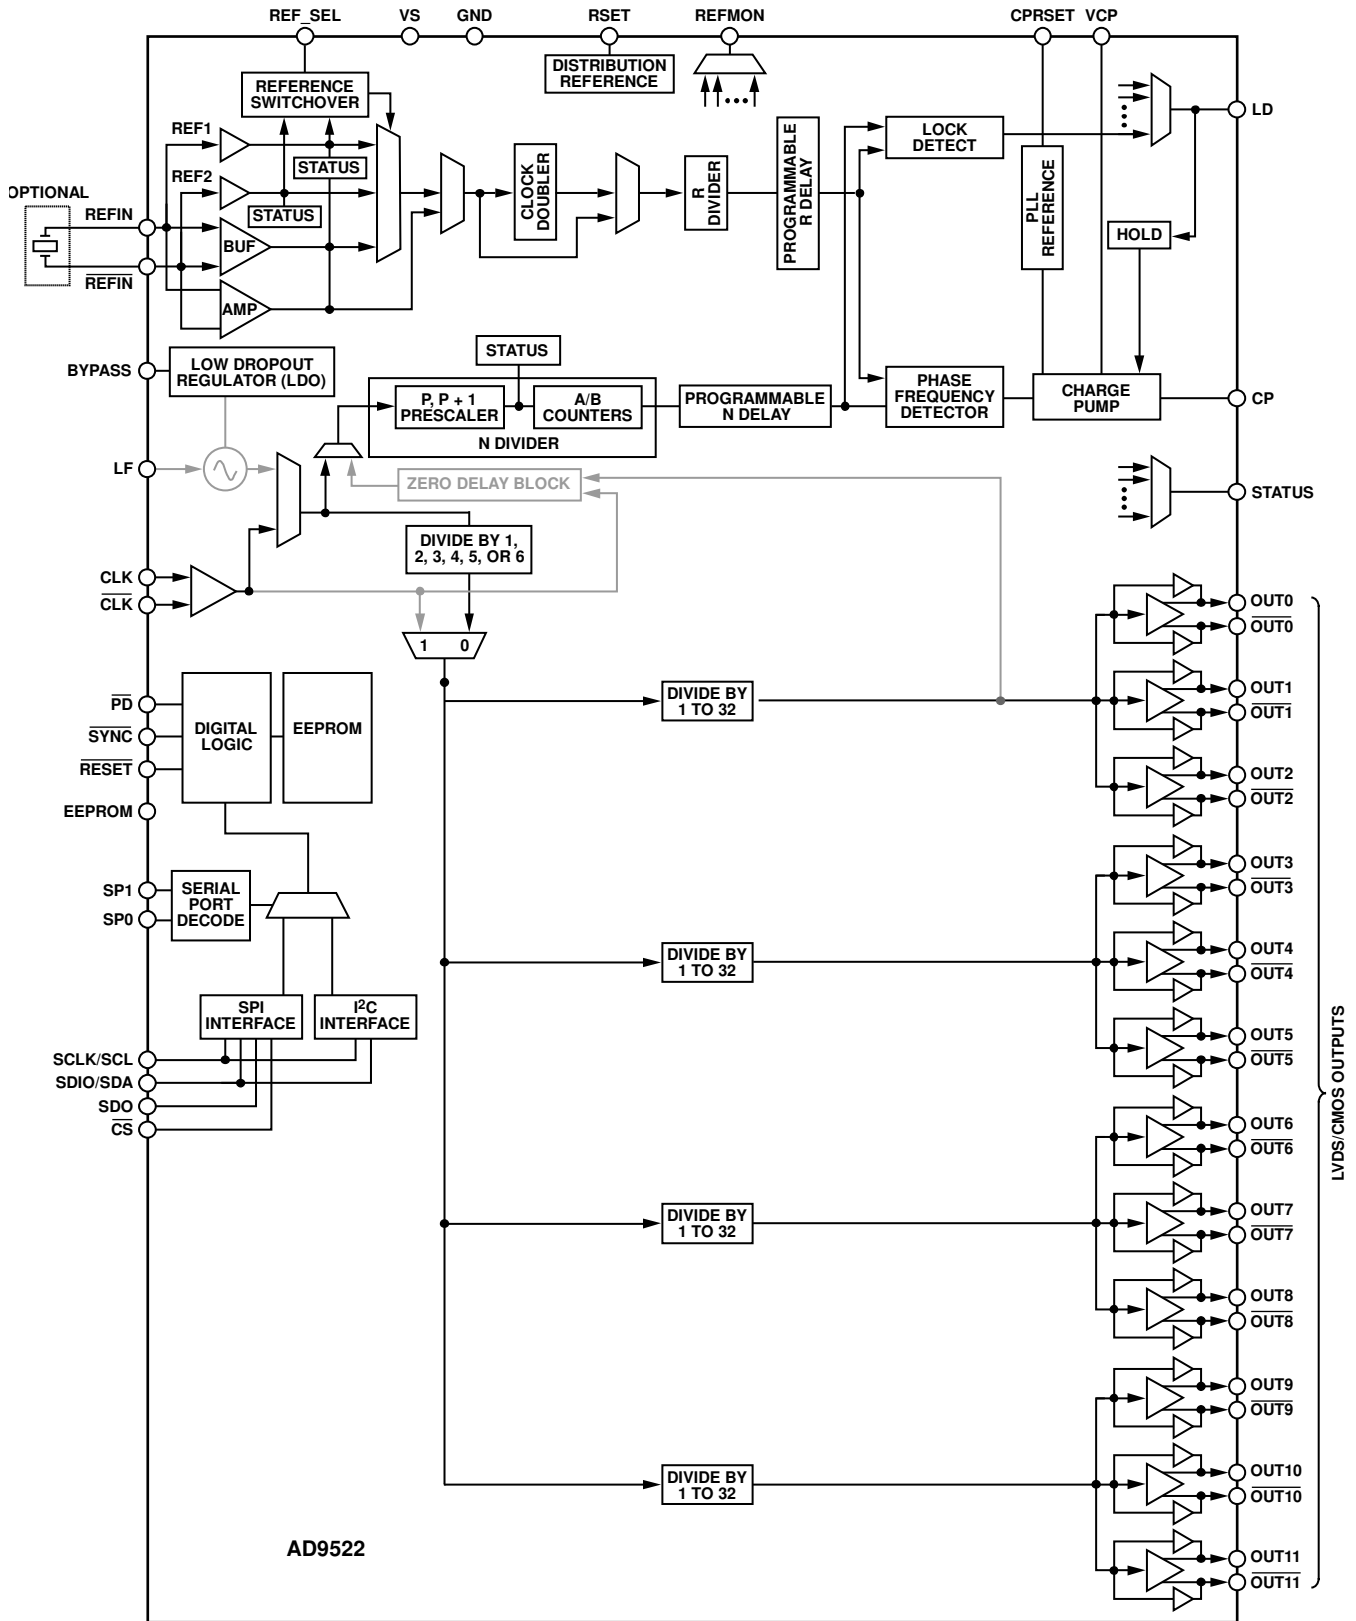 REF_SEL
VS
GND
RSET
REFMON
CPRSET
VCP
DISTRIBUTION
REFERENCE
REFERENCE
SWITCHOVER
REF1
REF2
STATUS
STATUS
OPTIONAL
REFIN
REFIN
BUF
AMP
CLOCK
DOUBLER
R
DIVIDER
PROGRAMMABLE
R DELAY
LOCK
DETECT
PLL
REFERENCE
LD
HOLD
BYPASS
LOW DROPOUT
REGULATOR (LDO)
STATUS
P, P + 1
PRESCALER
A/B
COUNTERS
N DIVIDER
PROGRAMMABLE
N DELAY
PHASE
FREQUENCY
DETECTOR
CHARGE
PUMP
CP
LF
ZERO DELAY BLOCK
STATUS
DIVIDE BY 1,
2, 3, 4, 5, OR 6
CLK
CLK
1 0
OUT0
OUT0
DIVIDE BY
1 TO 32
OUT1
OUT1
OUT2
OUT2
PD
SYNC
RESET
EEPROM
DIGITAL
LOGIC
EEPROM
SP1
SP0
SERIAL
PORT
DECODE
OUT3
OUT3
DIVIDE BY
1 TO 32
OUT4
OUT4
OUT5
OUT5
SPI
INTERFACE
I2C
INTERFACE
SCLK/SCL
SDIO/SDA
SDO
CS
LVDS/CMOS OUTPUTS
OUT6
OUT6
DIVIDE BY
1 TO 32
OUT7
OUT7
OUT8
OUT8
OUT9
OUT9
DIVIDE BY
1 TO 32
OUT10
OUT10
OUT11
OUT11
AD9522